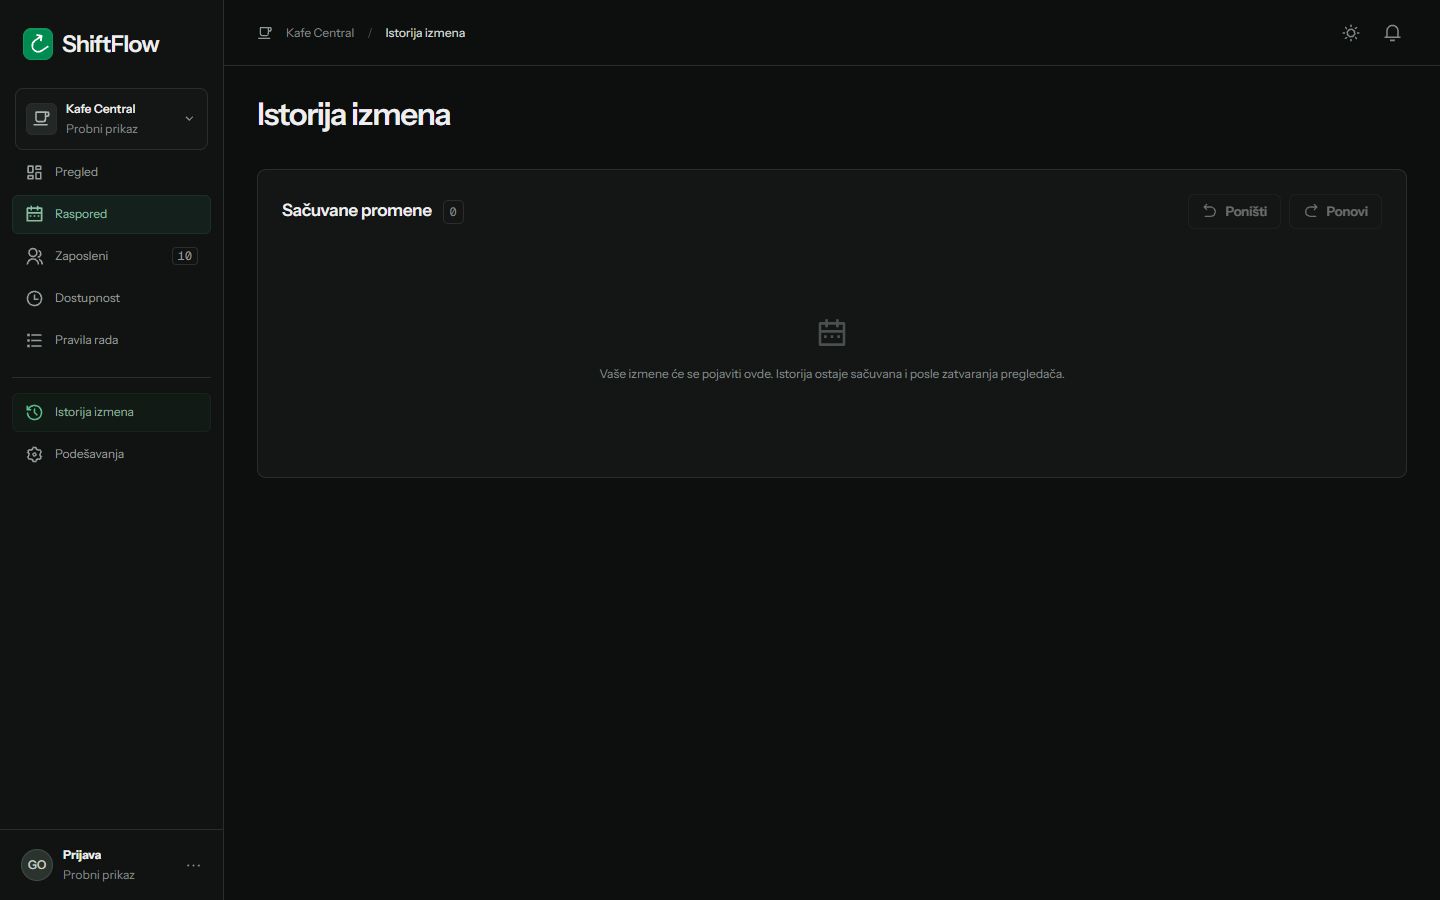 ShiftFlow
Kafe Central
Probni prikaz
Pregled
Raspored
Zaposleni 10
Dostupnost
Pravila rada
Istorija izmena
Podešavanja
GO
Prijava
Probni prikaz
Kafe Central / Istorija izmena
Istorija izmena
Sačuvane promene 0
Poništi
Ponovi
Vaše izmene će se pojaviti ovde. Istorija ostaje sačuvana i posle zatvaranja pregledača.